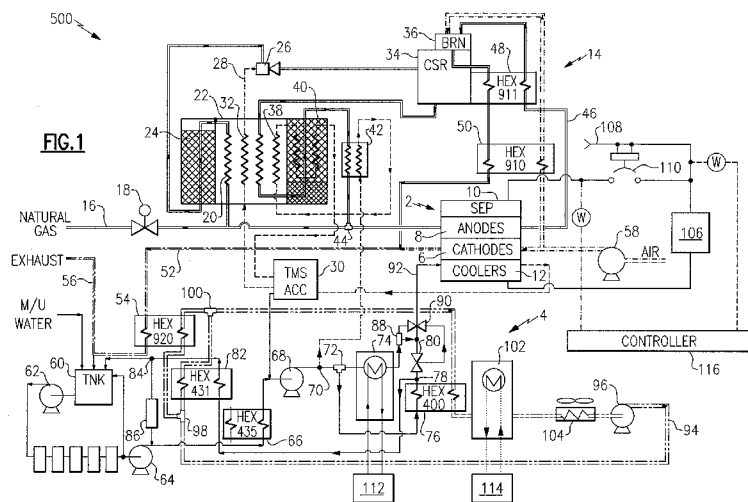 500
FIG.1
36
BRN
34
CSR
48
HEX
911
14
26
28
22
32
38
40
24
42
46
50
HEX
910
108
110
W
W
18
20
10
SEP
2
NATURAL
GAS
16
44
8
ANODES
6
CATHODES
COOLERS
12
58
AIR
106
EXHAUST
56
52
92
TMS
ACC
30
M/U
WATER
54
HEX
920
100
90
4
74
88
80
102
CONTROLLER
116
60
TNK
62
84
82
HEX
431
68
72
70
78
HEX
400
76
96
86
98
HEX
435
66
104
94
64
112
114